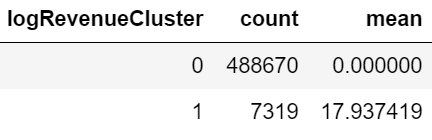 logRevenueCluster count mean
0 488670 0.000000
1 7319 17.937419